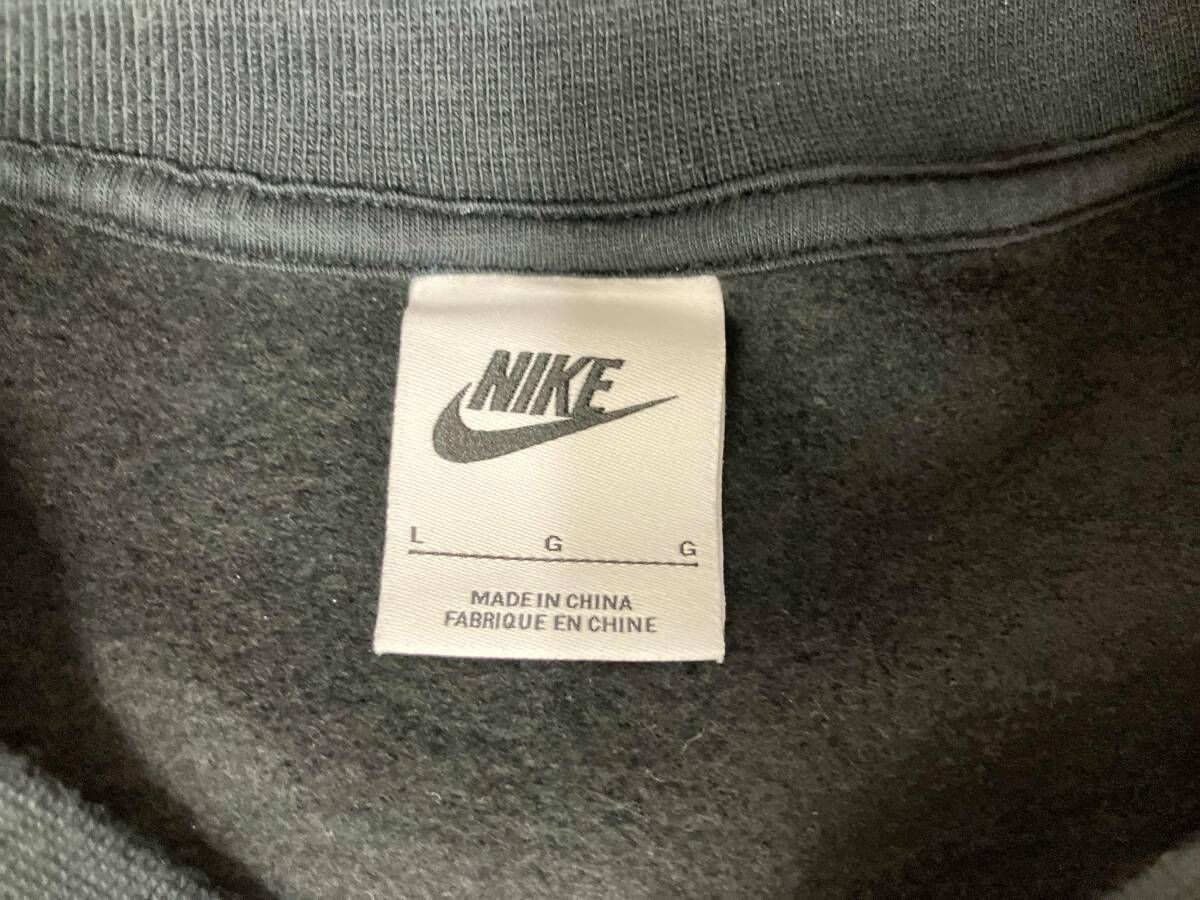 NIKE
L G G
MADE IN CHINA
FABRIQUE EN CHINE